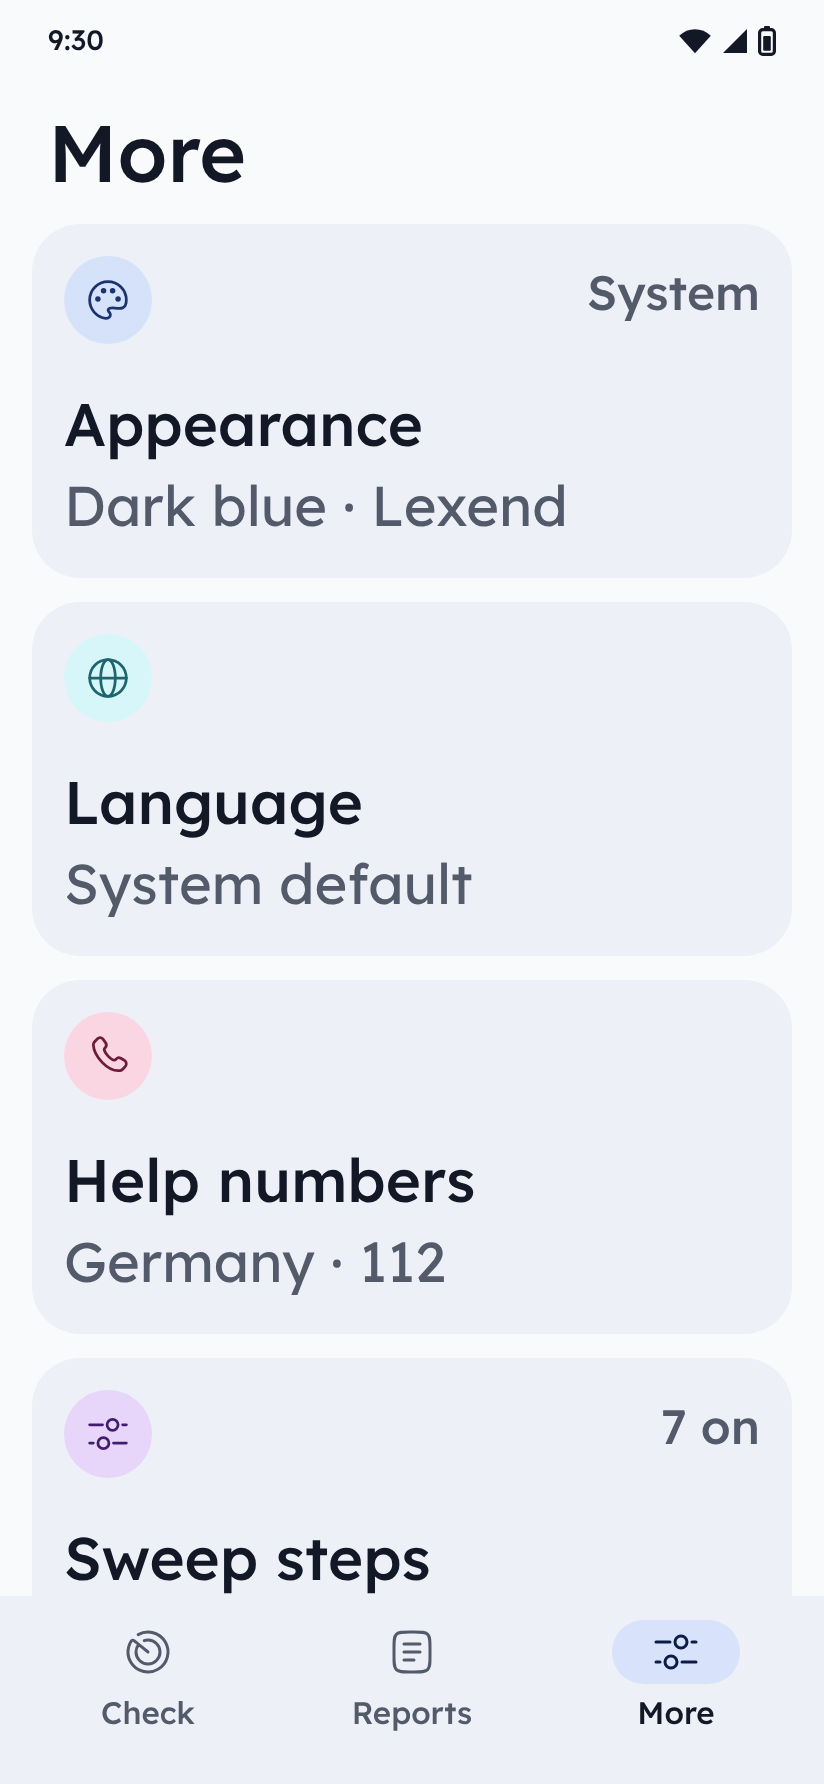 9:30
More
System
Appearance
Dark blue · Lexend
Language
System default
Help numbers
Germany · 112
7 on
Sweep steps
Check
Reports
More